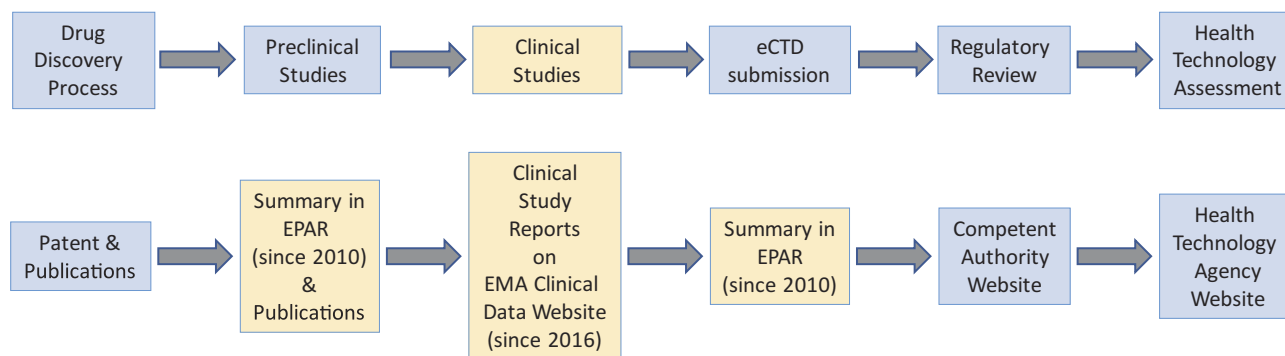 Drug
Discovery
Process
Preclinical
Studies
Clinical
Studies
eCTD
submission
Regulatory
Review
Health
Technology
Assessment
Patent &
Publications
Summary in
EPAR
(since 2010)
&
Publications
Clinical
Study
Reports
on
EMA Clinical
Data Website
(since 2016)
Summary in
EPAR
(since 2010)
Competent
Authority
Website
Health
Technology
Agency
Website